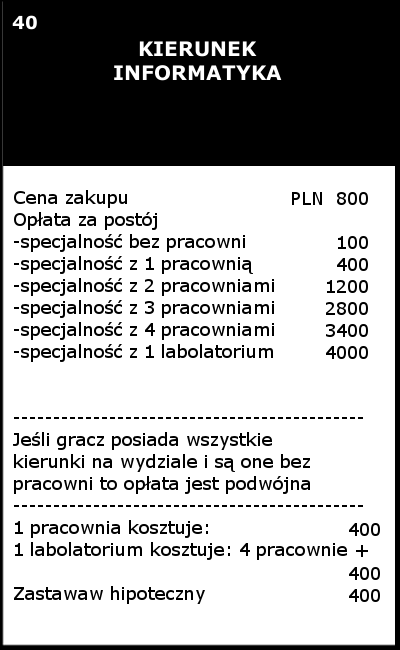 40
KIERUNEK
INFORMATYKA
Cena zakupu PLN 800
Opłata za postój
-specjalność bez pracowni 100
-specjalność z 1 pracownią 400
-specjalność z 2 pracowniami 1200
-specjalność z 3 pracowniami 2800
-specjalność z 4 pracowniami 3400
-specjalność z 1 labolatorium 4000
--------------------------------------------
Jeśli gracz posiada wszystkie
kierunki na wydziale i są one bez
pracowni to opłata jest podwójna
--------------------------------------------
1 pracownia kosztuje: 400
1 labolatorium kosztuje: 4 pracownie +
400
Zastawaw hipoteczny 400